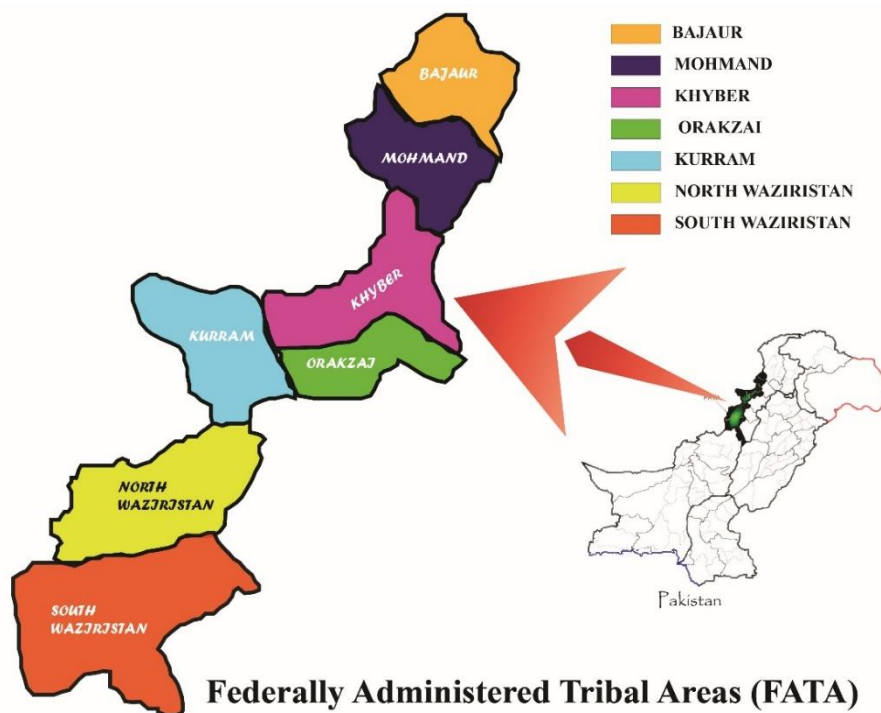 BAJAUR
MOHMAND
KHYBER
ORAKZAI
KURRAM
NORTH WAZIRISTAN
SOUTH WAZIRISTAN
BAJAUR
MOHMAND
KHYBER
KURRAM
ORAKZAI
NORTH
WAZIRISTAN
SOUTH
WAZIRISTAN
Pakistan
Federally Administered Tribal Areas (FATA)